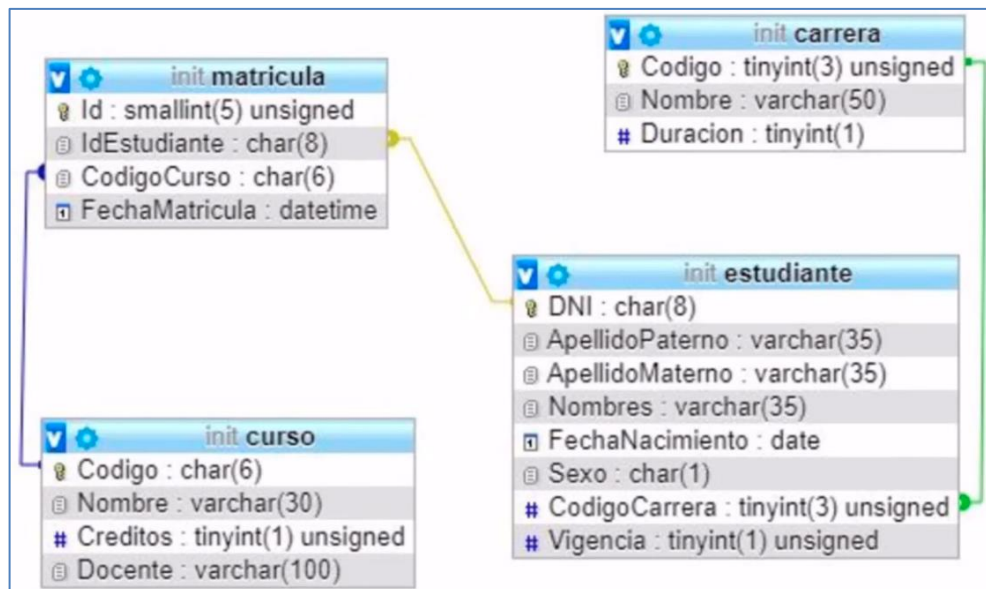 init matricula
Id : smallint(5) unsigned
IdEstudiante : char(8)
CodigoCurso : char(6)
FechaMatricula : datetime
init carrera
Codigo : tinyint(3) unsigned
Nombre : varchar(50)
# Duracion : tinyint(1)
init estudiante
DNI : char(8)
ApellidoPaterno : varchar(35)
ApellidoMaterno : varchar(35)
Nombres : varchar(35)
FechaNacimiento : date
Sexo : char(1)
# CodigoCarrera : tinyint(3) unsigned
# Vigencia : tinyint(1) unsigned
init curso
Codigo : char(6)
Nombre : varchar(30)
# Creditos : tinyint(1) unsigned
Docente : varchar(100)